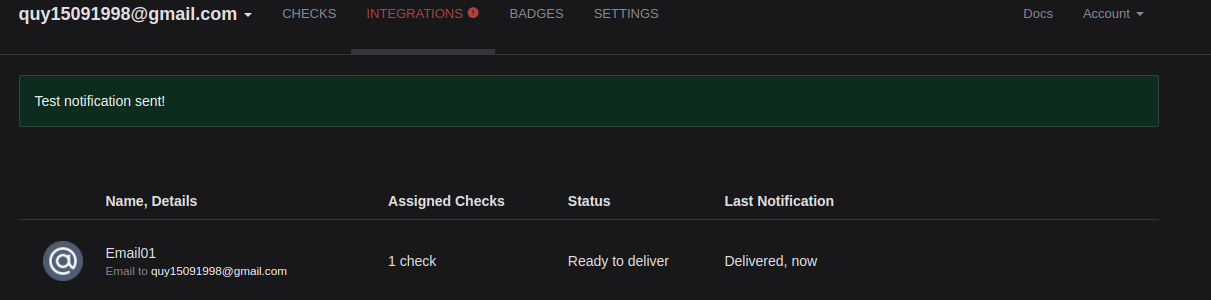 quy15091998@gmail.com CHECKS INTEGRATIONS BADGES SETTINGS Docs Account
Test notification sent!
Name, Details Assigned Checks Status Last Notification
Email01
Email to quy15091998@gmail.com
1 check Ready to deliver Delivered, now